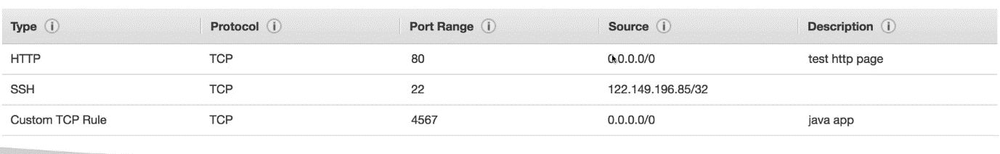 Type Protocol Port Range Source Description
HTTP TCP 80 0.0.0.0/0 test http page
SSH TCP 22 122.149.196.85/32
Custom TCP Rule TCP 4567 0.0.0.0/0 java app